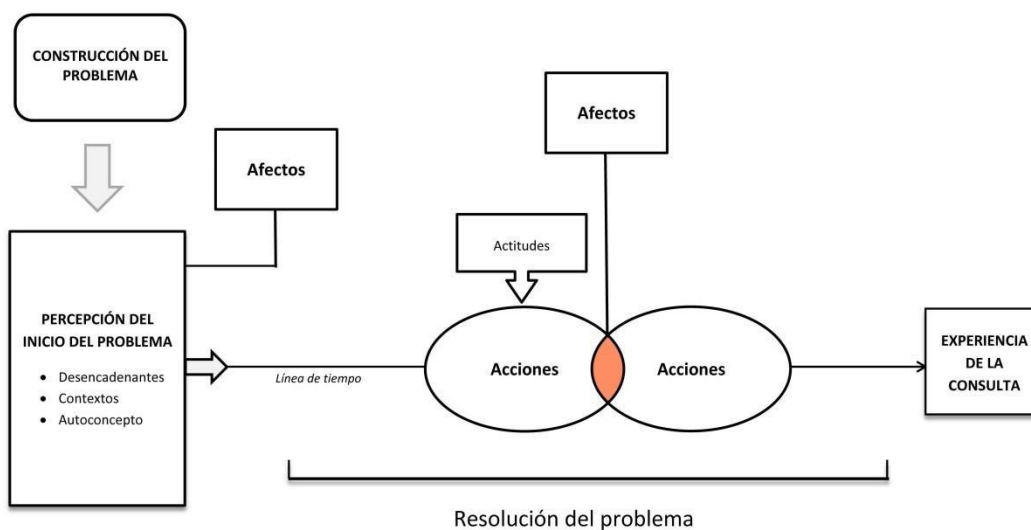 CONSTRUCCIÓN DEL
PROBLEMA
Afectos
Afectos
Actitudes
PERCEPCIÓN DEL
INICIO DEL PROBLEMA
• Desencadenantes
• Contextos
• Autoconcepto
Línea de tiempo
Acciones
Acciones
EXPERIENCIA
DE LA
CONSULTA
Resolución del problema